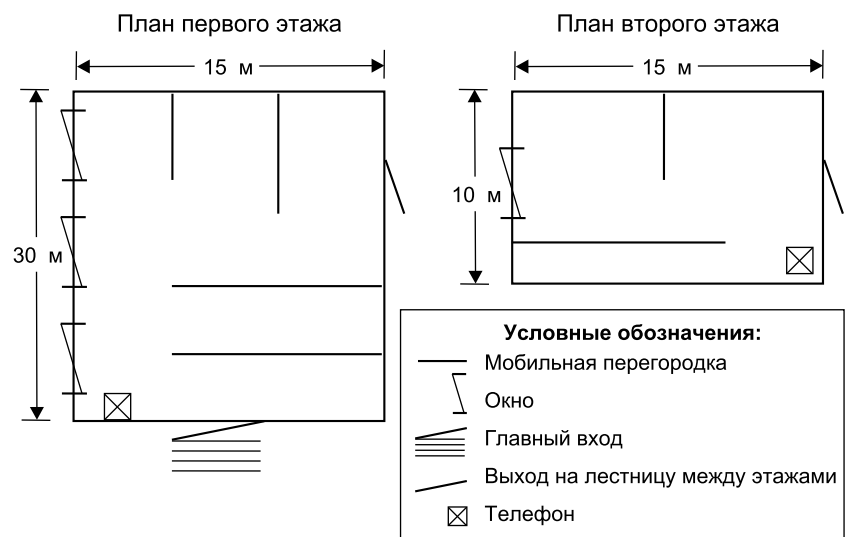 План первого этажа
План второго этажа
15 м
15 м
30 м
10 м
Условные обозначения:
Мобильная перегородка
Окно
Главный вход
Выход на лестницу между этажами
Телефон